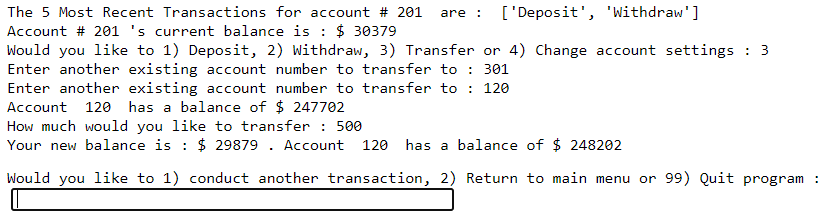 The 5 Most Recent Transactions for account # 201  are :  ['Deposit', 'Withdraw']
Account # 201 's current balance is : $ 30379
Would you like to 1) Deposit, 2) Withdraw, 3) Transfer or 4) Change account settings : 3
Enter another existing account number to transfer to : 301
Enter another existing account number to transfer to : 120
Account  120  has a balance of $ 247702
How much would you like to transfer : 500
Your new balance is : $ 29879 . Account  120  has a balance of $ 248202
Would you like to 1) conduct another transaction, 2) Return to main menu or 99) Quit program :